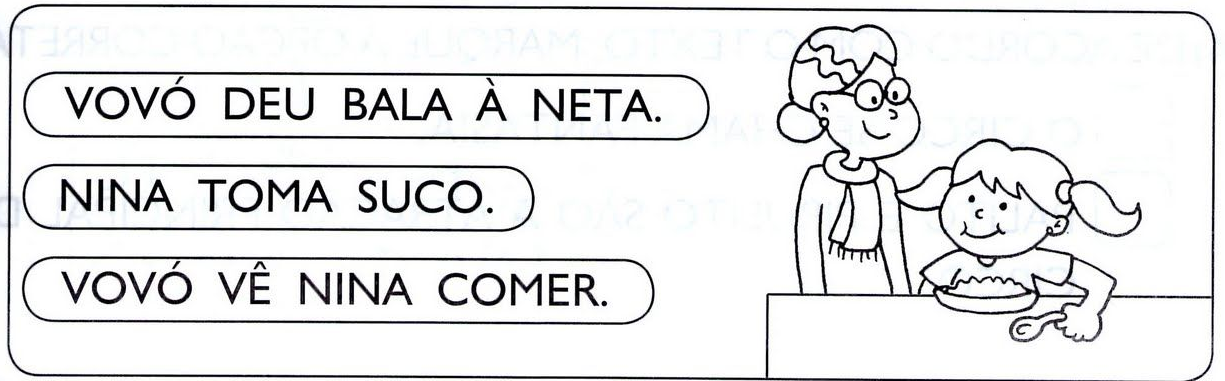 VOVÓ DEU BALA À NETA.
NINA TOMA SUCO.
VOVÓ VÊ NINA COMER.